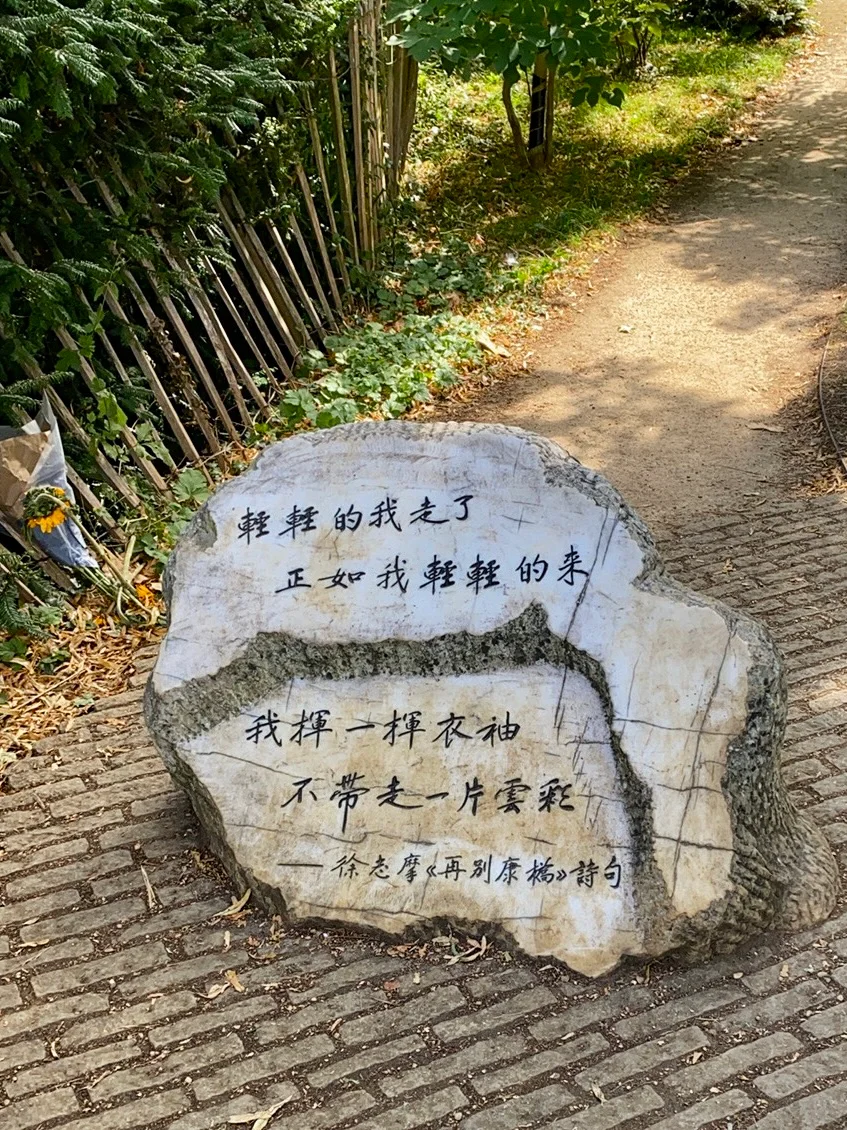 輕輕的我走了
正如我輕輕的来
我揮一揮衣袖
不帶走一片雲彩
—徐志摩《再别康橋》詩句